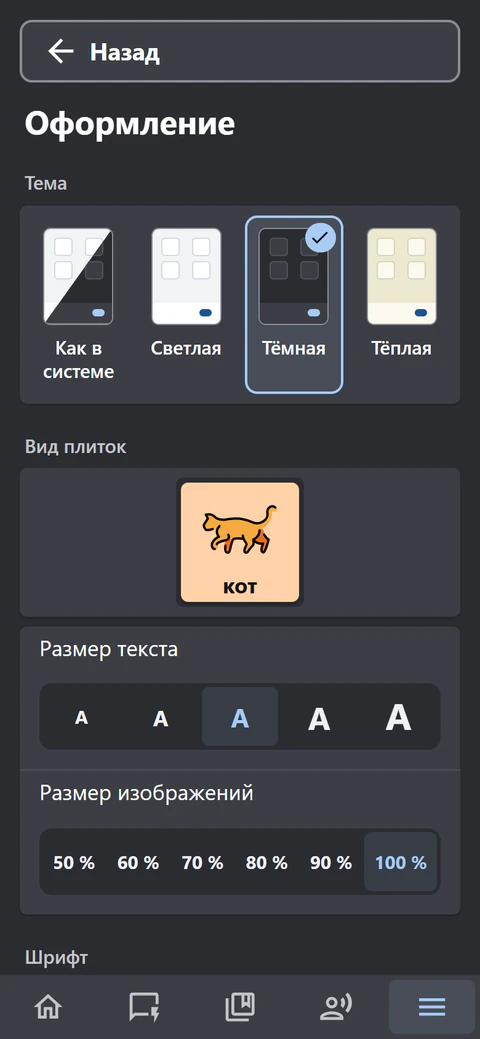 Назад
Оформление
Тема
Как в
системе
Светлая
Тёмная
Тёплая
Вид плиток
кот
Размер текста
A A A A A
Размер изображений
50 % 60 % 70 % 80 % 90 % 100 %
Шрифт